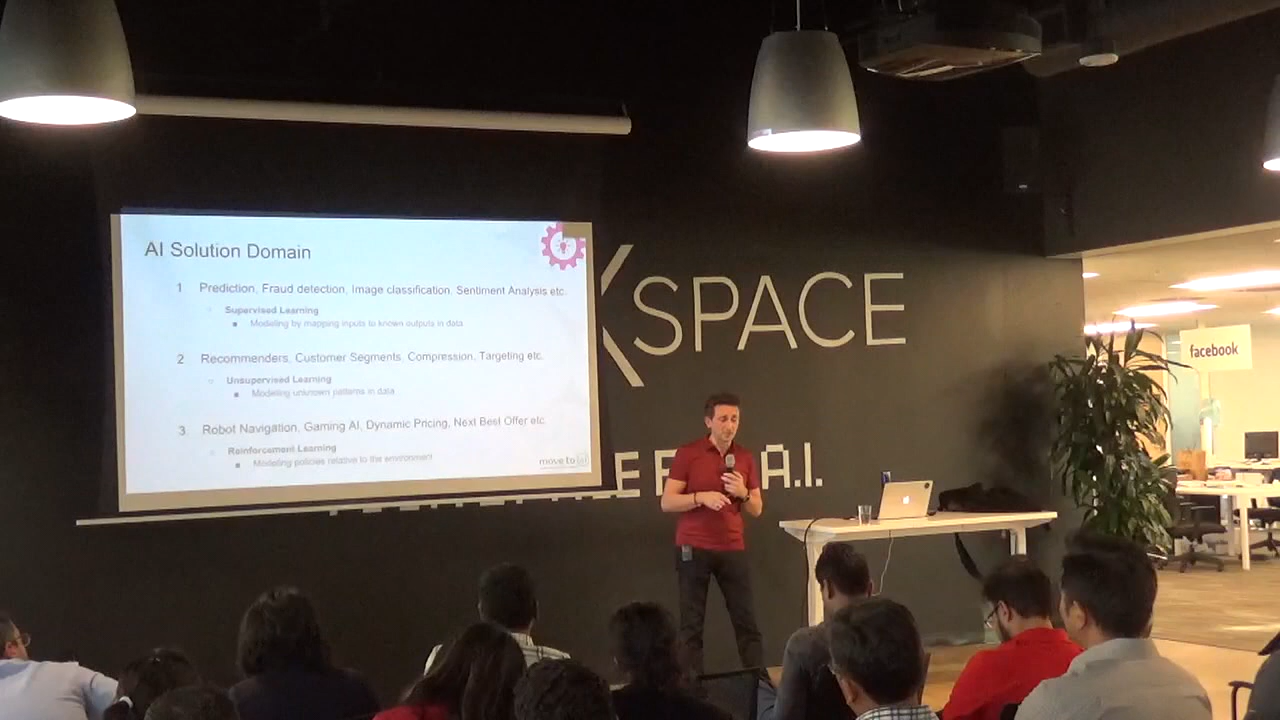 AI Solution Domain
1 Prediction, Fraud detection, Image classification, Sentiment Analysis etc.
Supervised Learning
Modeling by mapping inputs to known outputs in data
2 Recommenders, Customer Segments, Compression, Targeting etc.
Unsupervised Learning
Modeling unknown patterns in data
3. Robot Navigation, Gaming AI, Dynamic Pricing, Next Best Offer etc.
Reinforcement Learning
Modeling policies relative to the environment
move to ai
SPACE
A.I.
facebook